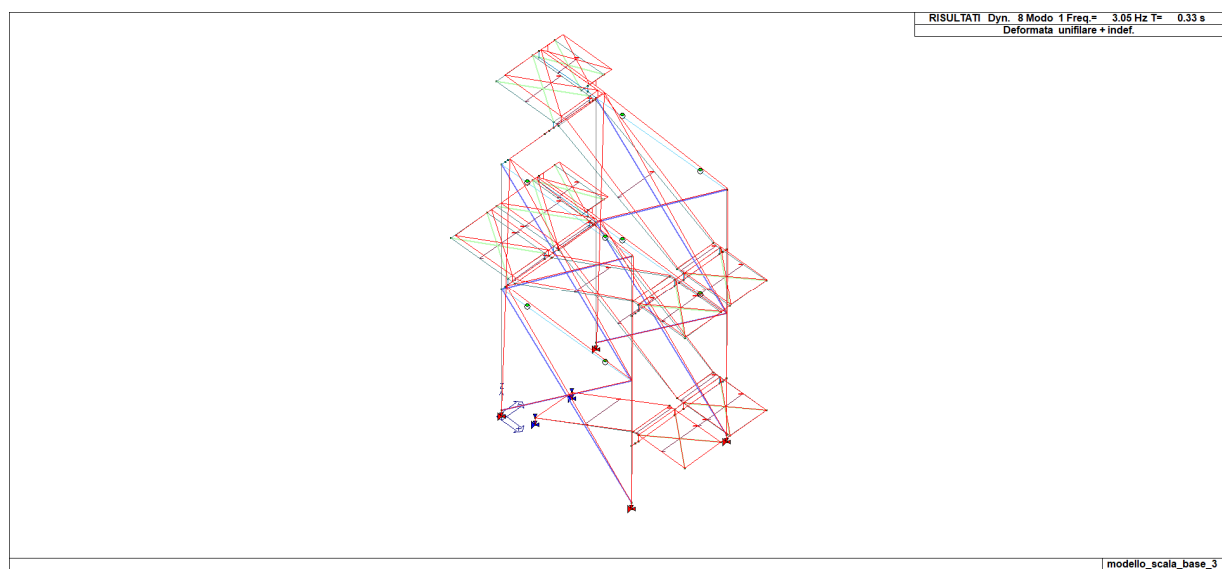 RISULTATI Dyn. 8 Modo 1 Freq.= 3.05 Hz T= 0.33 s
Deformata unifilare + indef.
Z
modello_scala_base_3